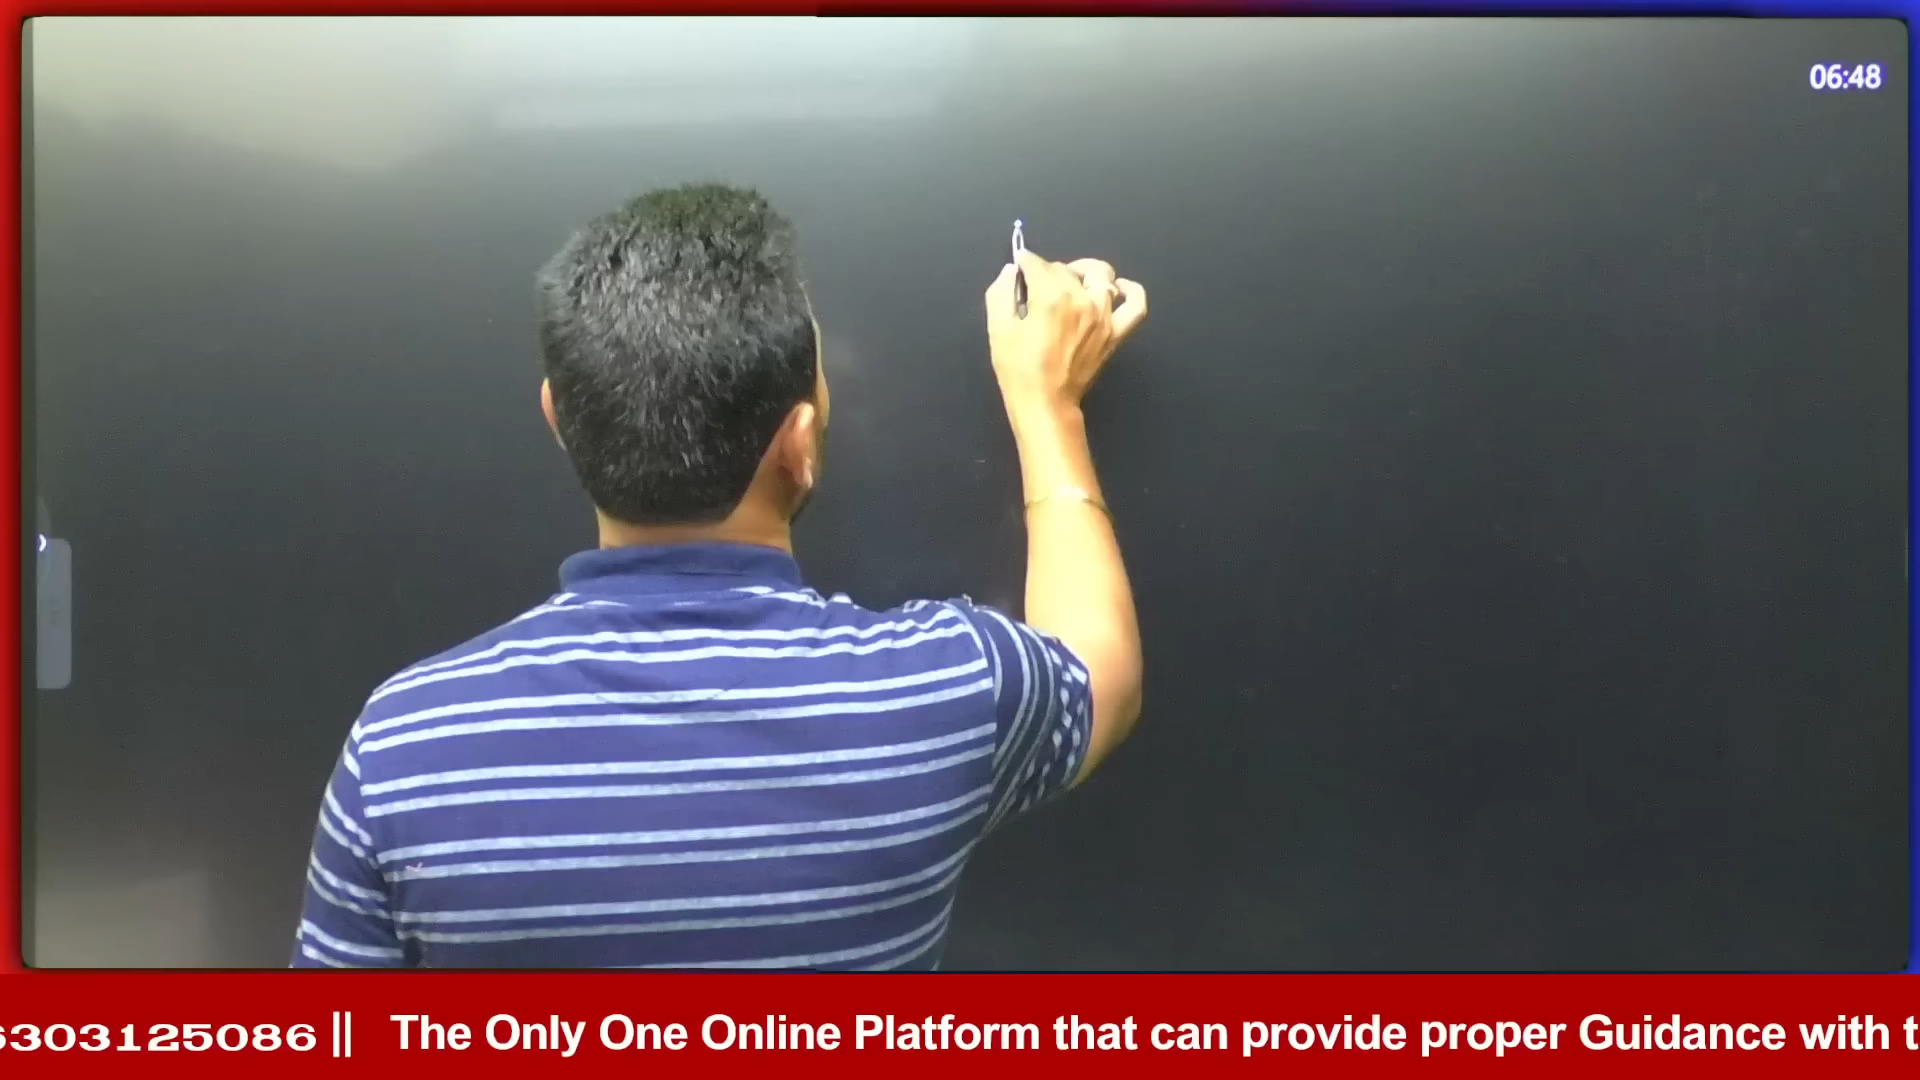 06:48
303125086 || The Only One Online Platform that can provide proper Guidance with t